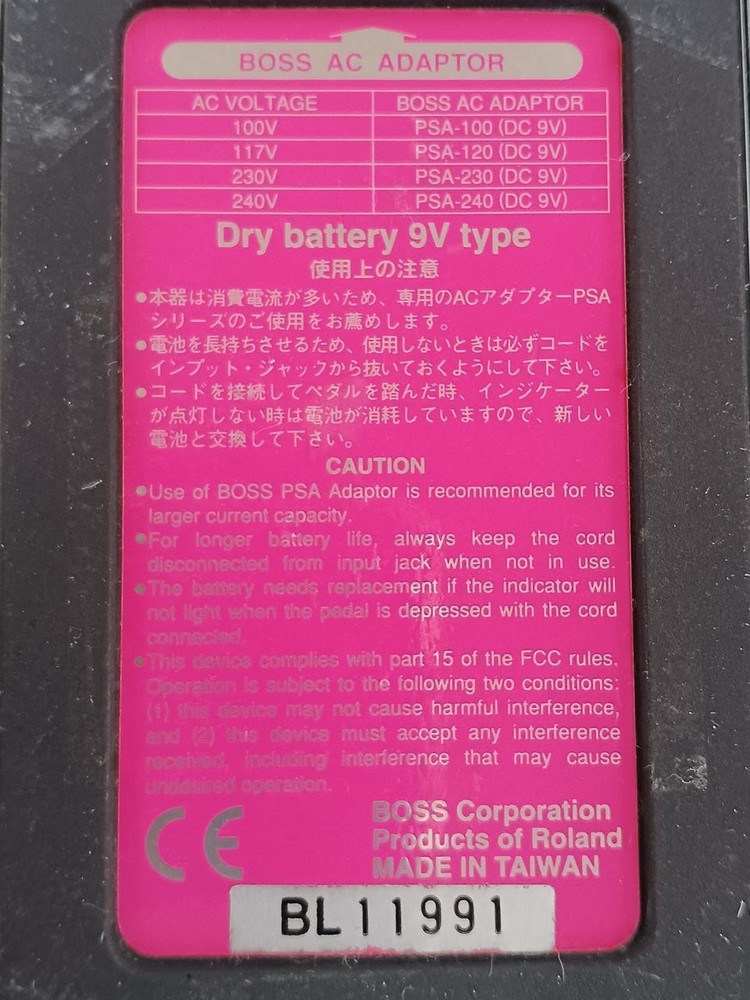 BOSS AC ADAPTOR
AC VOLTAGE BOSS AC ADAPTOR
100V PSA-100 (DC 9V)
117V PSA-120 (DC 9V)
230V PSA-230 (DC 9V)
240V PSA-240 (DC 9V)
Dry battery 9V type
使用上の注意
●本器は消費電流が多いため、専用のACアダプターPSA
シリーズのご使用をお薦めします。
●電池を長持ちさせるため、使用しないときは必ずコードを
インプット・ジャックから抜いておくようにして下さい。
●コードを接続してペダルを踏んだ時、インジケーター
が点灯しない時は電池が消耗していますので、新しい
電池と交換して下さい。
CAUTION
●Use of BOSS PSA Adaptor is recommended for its
larger current capacity.
●For longer battery life, always keep the cord
disconnected from input jack when not in use.
●The battery needs replacement if the indicator will
not light when the pedal is depressed with the cord
connected.
●This device complies with part 15 of the FCC rules.
Operation is subject to the following two conditions:
(1) this device may not cause harmful interference,
and (2) this device must accept any interference
received, including interference that may cause
undesired operation.
CE
BOSS Corporation
Products of Roland
MADE IN TAIWAN
BL11991